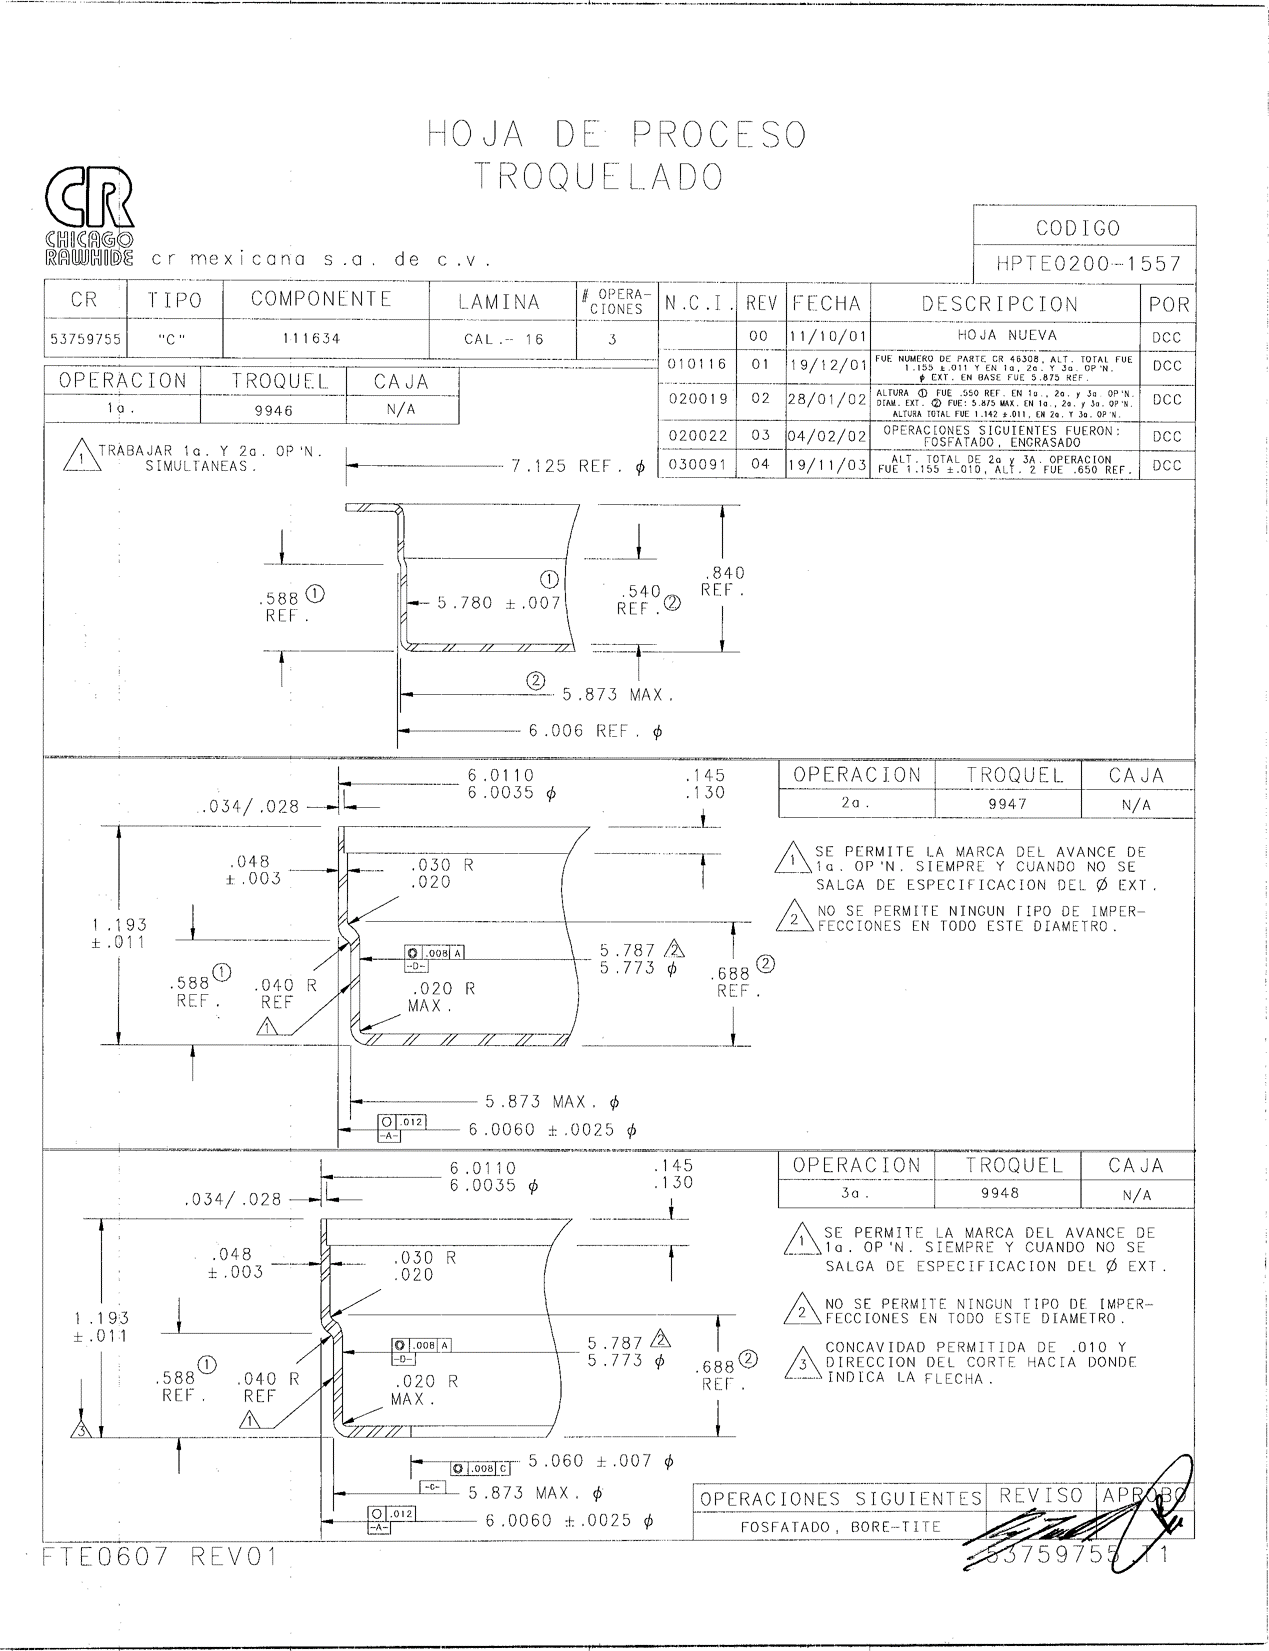 HOJA DE PROCESO
TROQUELADO
CR
CHICAGO
RAWHIDE
cr mexicana s.a. de c.v.
CODIGO
HPTE0200-1557
CR TIPO COMPONENTE LAMINA # OPERA-
CIONES
53759755 "C" 111634 CAL.- 16 3
N.C.I. REV FECHA DESCRIPCION POR
00 11/10/01 HOJA NUEVA DCC
010116 01 19/12/01 FUE NUMERO DE PARTE CR 46308, ALT. TOTAL FUE
1.155 ±.011 Y EN 1a, 2a. Y 3a. OP'N.
ϕ EXT. EN BASE FUE 5.875 REF. DCC
020019 02 28/01/02 ALTURA ① FUE .550 REF. EN 1a., 2a. y 3a. OP'N.
DIAM. EXT. ② FUE: 5.875 MAX. EN 1a., 2a. y 3a. OP'N.
ALTURA TOTAL FUE 1.142 ±.011, EN 2a. Y 3a. OP'N. DCC
020022 03 04/02/02 OPERACIONES SIGUIENTES FUERON:
FOSFATADO, ENGRASADO DCC
030091 04 19/11/03 ALT. TOTAL DE 2a y 3A. OPERACION
FUE 1.155 ±.010, ALT. 2 FUE .650 REF. DCC
OPERACION TROQUEL CAJA
1a. 9946 N/A
1 TRABAJAR 1a. Y 2a. OP'N.
SIMULTANEAS.
7.125 REF. ϕ
.588 ①
REF.
①
5.780 ±.007
.540
REF. ②
.840
REF.
② 5.873 MAX.
6.006 REF. ϕ
OPERACION TROQUEL CAJA
2a. 9947 N/A
6.0110
6.0035 ϕ
.145
.130
.034/.028
.048
±.003
.030 R
.020
1.193
±.011
.008 A
-D-
5.787 2
5.773 ϕ
.588 ①
REF.
.040 R
REF
1
.020 R
MAX.
.688 ②
REF.
5.873 MAX. ϕ
.012
-A-
6.0060 ±.0025 ϕ
1 SE PERMITE LA MARCA DEL AVANCE DE
1a. OP'N. SIEMPRE Y CUANDO NO SE
SALGA DE ESPECIFICACION DEL Ø EXT.
2 NO SE PERMITE NINGUN TIPO DE IMPER-
FECCIONES EN TODO ESTE DIAMETRO.
OPERACION TROQUEL CAJA
3a. 9948 N/A
6.0110
6.0035 ϕ
.145
.130
.034/.028
.048
±.003
.030 R
.020
1.193
±.011
.008 A
-D-
5.787 2
5.773 ϕ
.588 ①
REF.
.040 R
REF
1
.020 R
MAX.
.688 ②
REF.
3
5.060 ±.007 ϕ
.008 C
-C-
5.873 MAX. ϕ
.012
-A-
6.0060 ±.0025 ϕ
1 SE PERMITE LA MARCA DEL AVANCE DE
1a. OP'N. SIEMPRE Y CUANDO NO SE
SALGA DE ESPECIFICACION DEL Ø EXT.
2 NO SE PERMITE NINGUN TIPO DE IMPER-
FECCIONES EN TODO ESTE DIAMETRO.
3 CONCAVIDAD PERMITIDA DE .010 Y
DIRECCION DEL CORTE HACIA DONDE
INDICA LA FLECHA.
OPERACIONES SIGUIENTES REVISO APROBO
FOSFATADO, BORE-TITE
FTE0607 REV01
53759755.T1